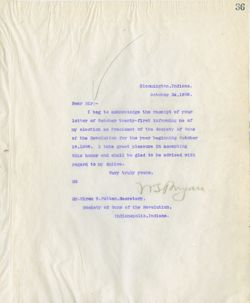 36
Bloomington, Indiana.
October 24, 1908.
Dear Sir:-
I beg to acknowledge the receipt of your
letter of October twenty-first informing me of
my election as President of the Society of Sons
of the Revolution for the year beginning October
19, 1908. I take great pleasure in accepting
this honor and shall be glad to be advised with
regard to my duties.
Very truly yours,
Mr. Hiram B. Patten, Secretary,
Society of Sons of the Revolution,
Indianapolis, Indiana.